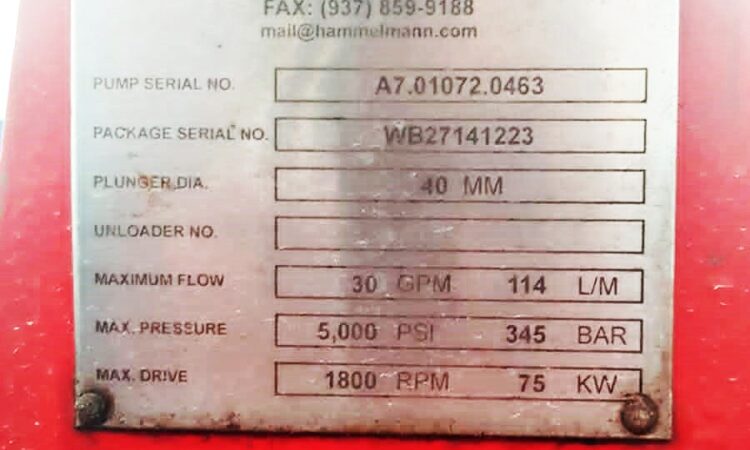 FAX: (937) 859-9188
mail@hammelmann.com
PUMP SERIAL NO. A7.01072.0463
PACKAGE SERIAL NO. WB27141223
PLUNGER DIA. 40 MM
UNLOADER NO.
MAXIMUM FLOW 30 GPM 114 L/M
MAX. PRESSURE 5,000 PSI 345 BAR
MAX. DRIVE 1800 RPM 75 KW